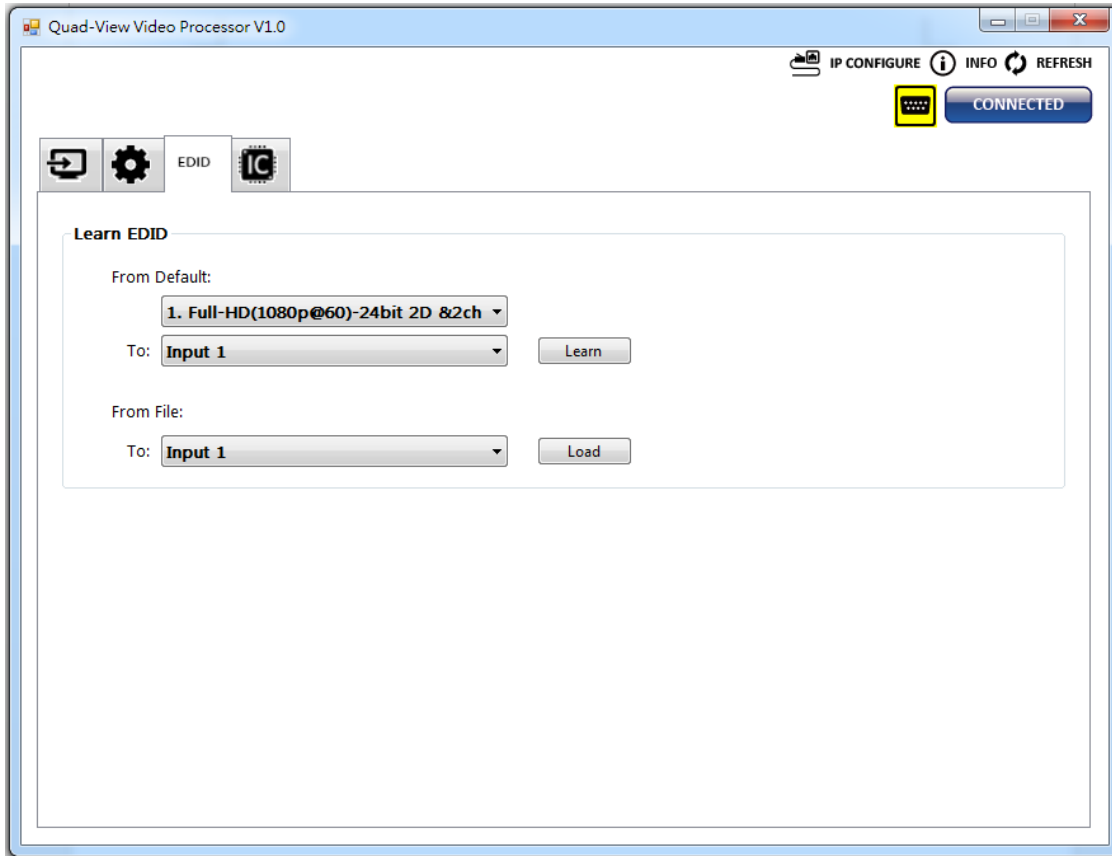 Quad-View Video Processor V1.0
IP CONFIGURE INFO REFRESH
CONNECTED
EDID IC
Learn EDID
From Default:
1. Full-HD(1080p@60)-24bit 2D &2ch
To: Input 1 Learn
From File:
To: Input 1 Load